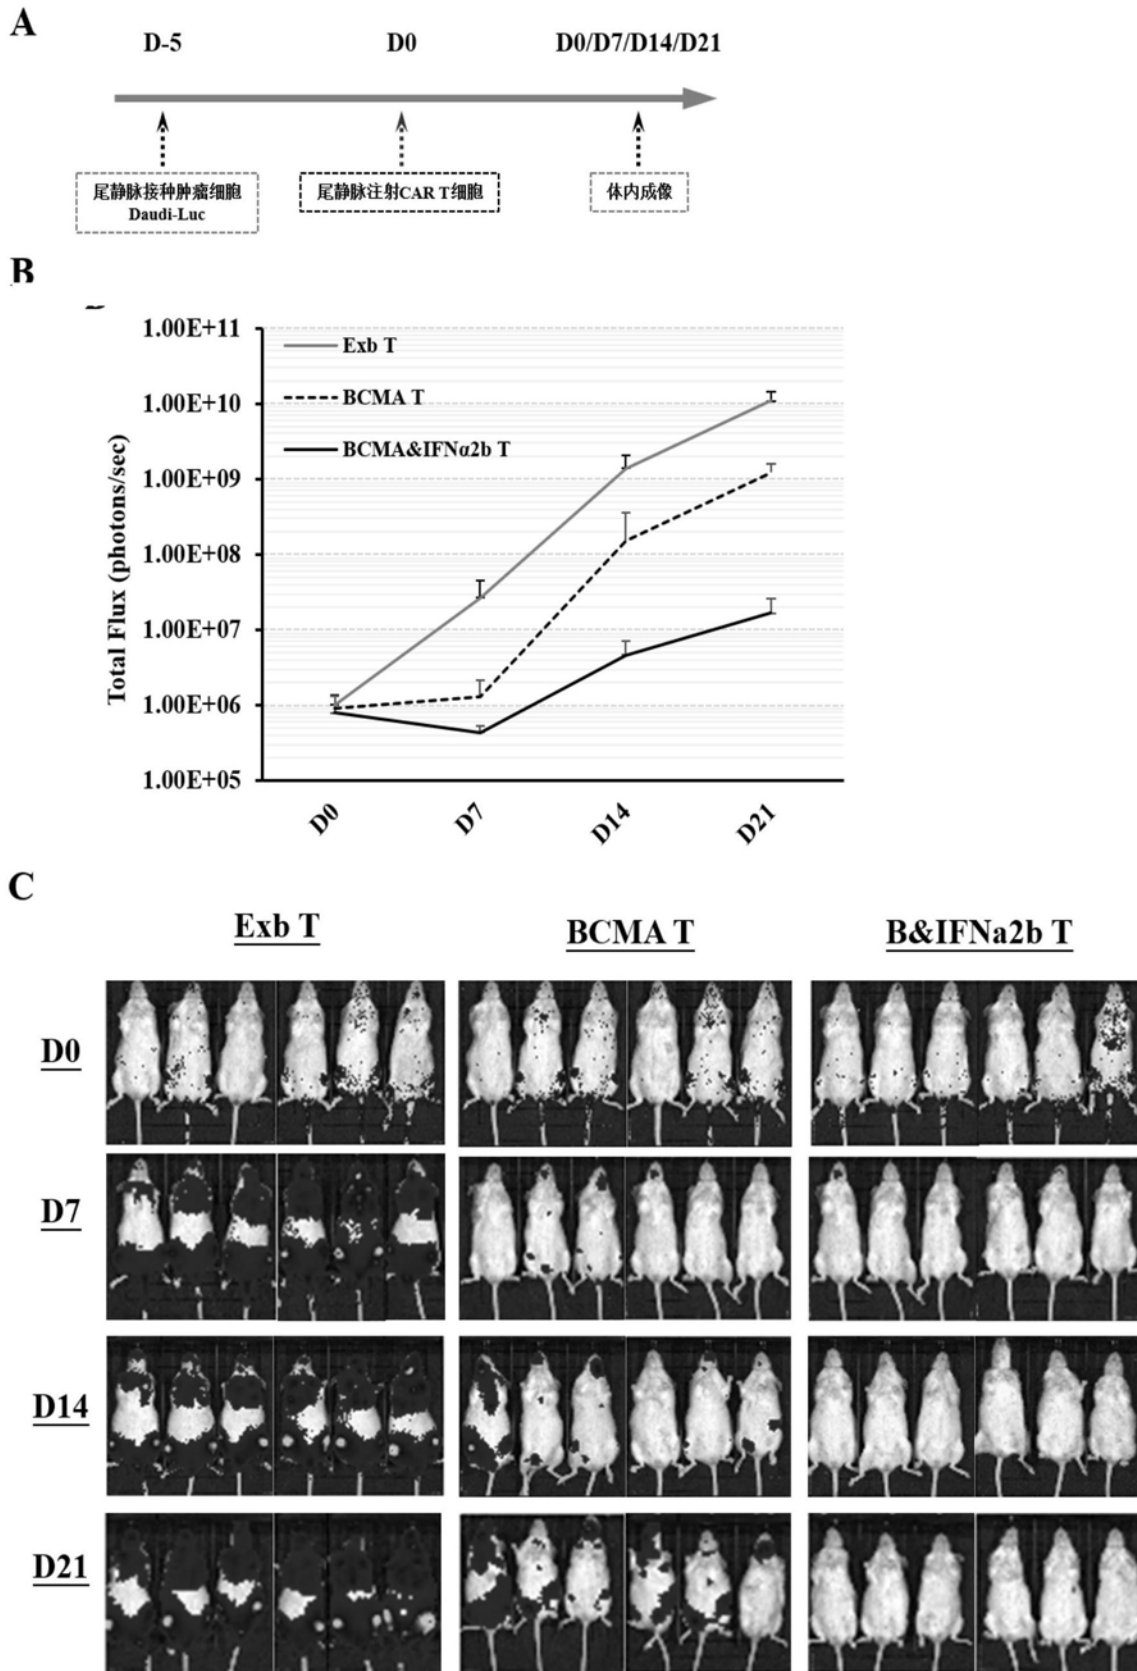 A
D-5
D0
D0/D7/D14/D21
尾静脉接种肿瘤细胞
Daudi-Luc
尾静脉注射CAR T细胞
体内成像
B
1.00E+11
1.00E+10
1.00E+09
1.00E+08
1.00E+07
1.00E+06
1.00E+05
Total Flux (photons/sec)
Exb T
BCMA T
BCMA&IFNα2b T
D0
D7
D14
D21
C
Exb T
BCMA T
B&IFNa2b T
D0
D7
D14
D21